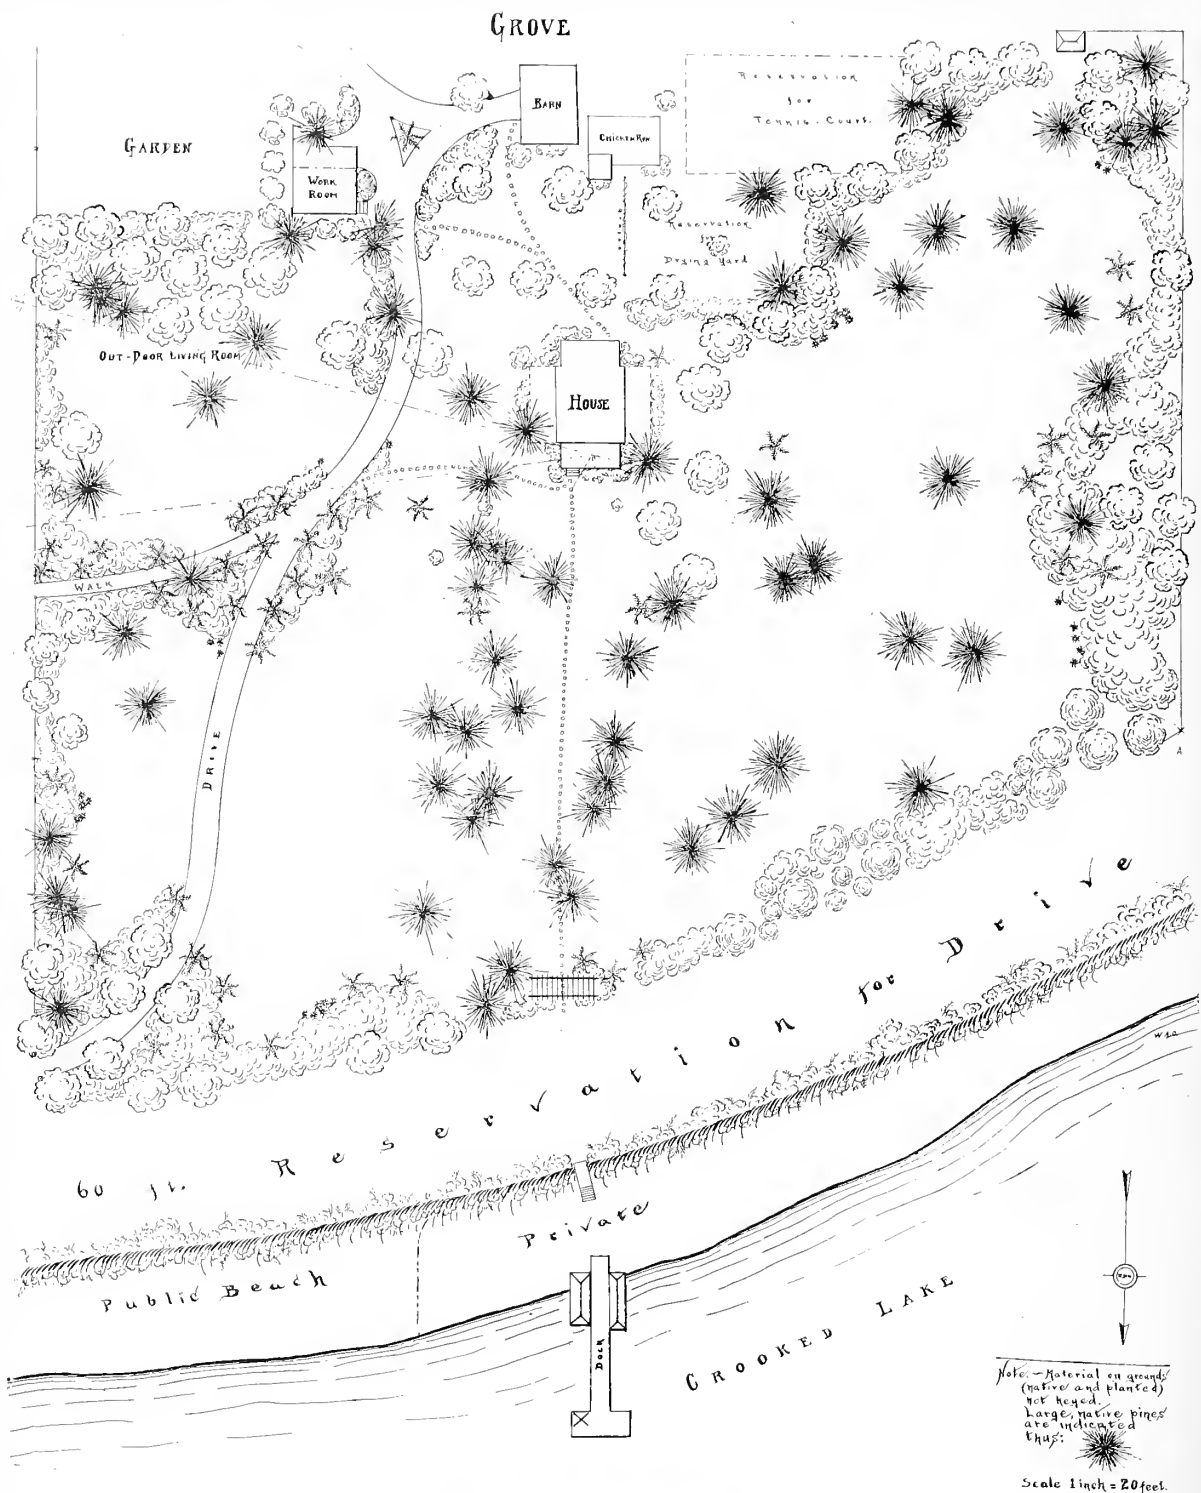 GROVE
BARN
Reservation
for
Tennis-Court.
CHICKEN RUN
GARDEN
WORK
ROOM
Reservation
for
Drying Yard
OUT-DOOR LIVING ROOM
HOUSE
WALK
DRIVE
A
60 ft. Reservation for Drive
Private
Public Beach
DOCK
CROOKED LAKE
Note.—Material on grounds
(native and planted)
not keyed.
Large, native pines
are indicated
thus:
Scale 1 inch = 20 feet.